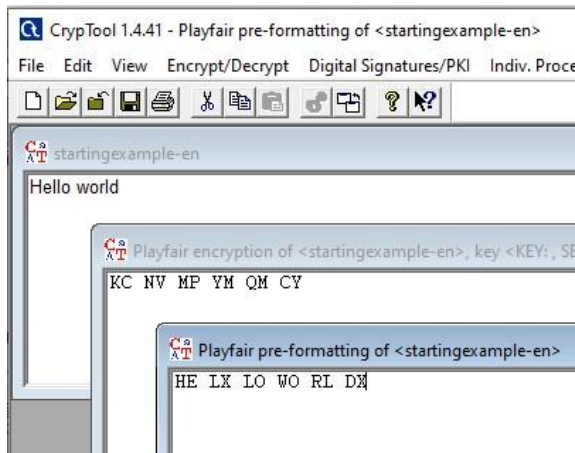 CrypTool 1.4.41 - Playfair pre-formatting of <startingexample-en>
File Edit View Encrypt/Decrypt Digital Signatures/PKI Indiv. Proce
startingexample-en
Hello world
Playfair encryption of <startingexample-en>, key <KEY: , SE
KC NV MP YM QM CY
Playfair pre-formatting of <startingexample-en>
HE LX LO WO RL DX